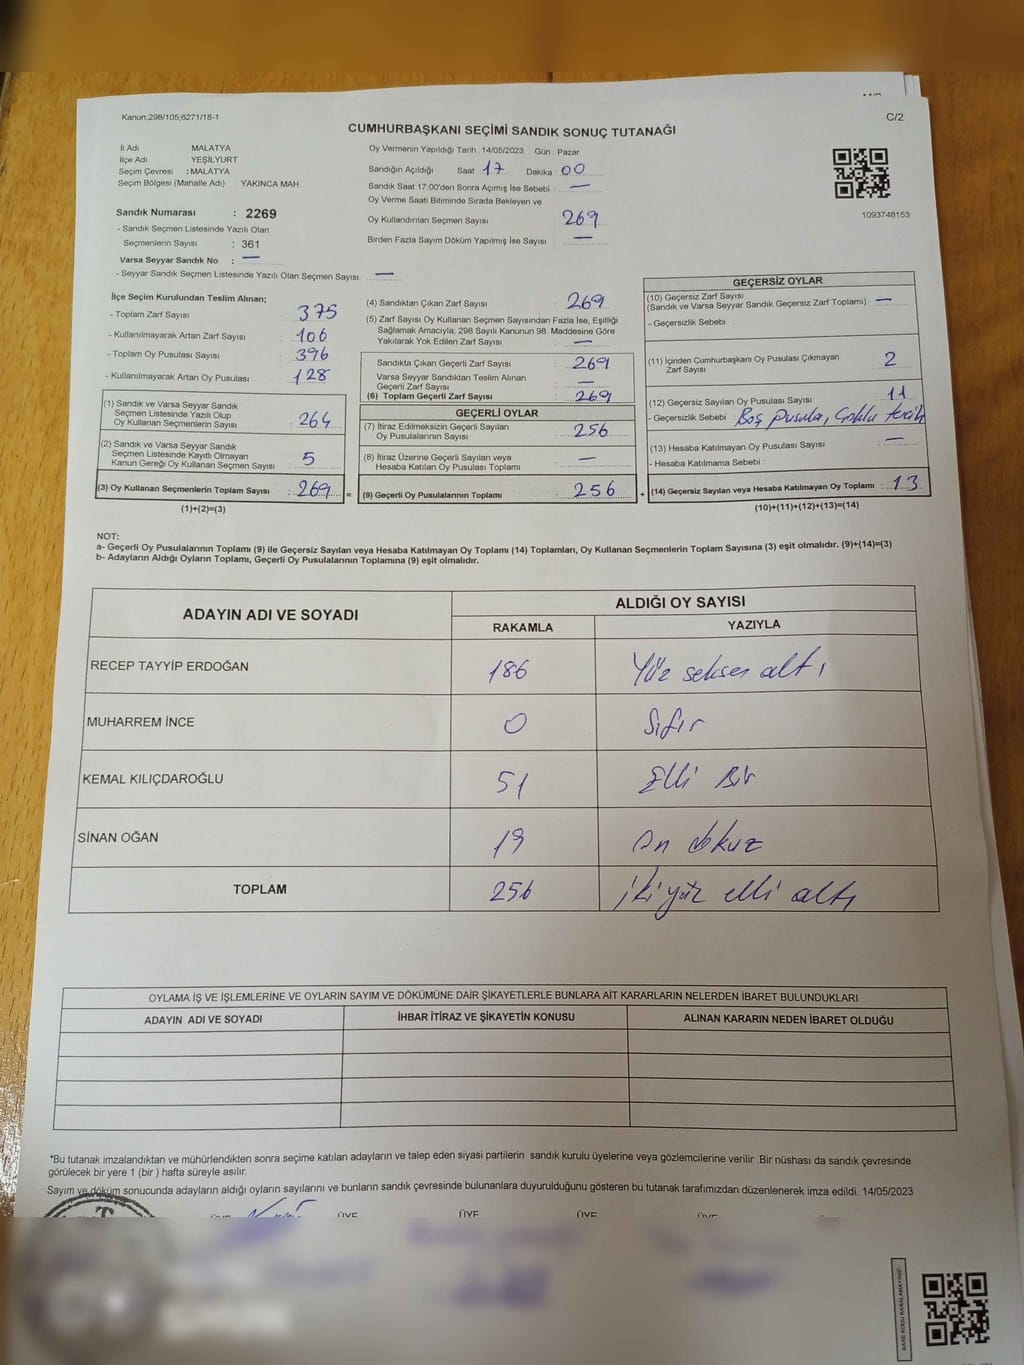 Kanun;298/105;6271/18-1
C/2
CUMHURBAŞKANI SEÇİMİ SANDIK SONUÇ TUTANAĞI
İl Adı MALATYA
İlçe Adı : YEŞİLYURT
Seçim Çevresi : MALATYA
Seçim Bölgesi (Mahalle Adı) : YAKINCA MAH.
Sandık Numarası : 2269
- Sandık Seçmen Listesinde Yazılı Olan
Seçmenlerin Sayısı : 361
Varsa Seyyar Sandık No : —
- Seyyar Sandık Seçmen Listesinde Yazılı Olan Seçmen Sayısı: —
Oy Vermenin Yapıldığı Tarih : 14/05/2023 Gün : Pazar
Sandığın Açıldığı Saat : 17 Dakika : 00
Sandık Saat 17:00'den Sonra Açımış İse Sebebi : —
Oy Verme Saati Bitiminde Sırada Bekleyen ve
Oy Kullandırılan Seçmen Sayısı : 269
Birden Fazla Sayım Döküm Yapılmış İse Sayısı : —
1093748153
İlçe Seçim Kurulundan Teslim Alınan;
- Toplam Zarf Sayısı : 375
- Kullanılmayarak Artan Zarf Sayısı : 106
- Toplam Oy Pusulası Sayısı : 396
- Kullanılmayarak Artan Oy Pusulası : 128
(1) Sandık ve Varsa Seyyar Sandık
Seçmen Listesinde Yazılı Olup
Oy Kullanan Seçmenlerin Sayısı : 264
(2) Sandık ve Varsa Seyyar Sandık
Seçmen Listesinde Kayıtlı Olmayan
Kanun Gereği Oy Kullanan Seçmen Sayısı : 5
(3) Oy Kullanan Seçmenlerin Toplam Sayısı : 269 =
(1)+(2)=(3)
(4) Sandıktan Çıkan Zarf Sayısı : 269
(5) Zarf Sayısı Oy Kullanan Seçmen Sayısından Fazla İse, Eşitliği
Sağlamak Amacıyla, 298 Sayılı Kanunun 98. Maddesine Göre
Yakılarak Yok Edilen Zarf Sayısı : —
Sandıkta Çıkan Geçerli Zarf Sayısı : 269
Varsa Seyyar Sandıktan Teslim Alınan
Geçerli Zarf Sayısı : —
(6) Toplam Geçerli Zarf Sayısı : 269
GEÇERLİ OYLAR
(7) İtiraz Edilmeksizin Geçerli Sayılan
Oy Pusulalarının Sayısı : 256
(8) İtiraz Üzerine Geçerli Sayılan veya
Hesaba Katılan Oy Pusulası Toplamı : —
(9) Geçerli Oy Pusulalarının Toplamı : 256 +
GEÇERSİZ OYLAR
(10) Geçersiz Zarf Sayısı
(Sandık ve Varsa Seyyar Sandık Geçersiz Zarf Toplamı) : —
- Geçersizlik Sebebi :
(11) İçinden Cumhurbaşkanı Oy Pusulası Çıkmayan
Zarf Sayısı : 2
(12) Geçersiz Sayılan Oy Pusulası Sayısı : 11
- Geçersizlik Sebebi : Boş pusula, Çoklu tercih
(13) Hesaba Katılmayan Oy Pusulası Sayısı : —
- Hesaba Katılmama Sebebi :
(14) Geçersiz Sayılan veya Hesaba Katılmayan Oy Toplamı : 13
(10)+(11)+(12)+(13)=(14)
NOT:
a- Geçerli Oy Pusulalarının Toplamı (9) ile Geçersiz Sayılan veya Hesaba Katılmayan Oy Toplamı (14) Toplamları, Oy Kullanan Seçmenlerin Toplam Sayısına (3) eşit olmalıdır. (9)+(14)=(3)
b- Adayların Aldığı Oyların Toplamı, Geçerli Oy Pusulalarının Toplamına (9) eşit olmalıdır.
ADAYIN ADI VE SOYADI ALDIĞI OY SAYISI
RAKAMLA YAZIYLA
RECEP TAYYİP ERDOĞAN 186 Yüz seksen altı
MUHARREM İNCE 0 Sıfır
KEMAL KILIÇDAROĞLU 51 Elli Bir
SİNAN OĞAN 19 On dokuz
TOPLAM 256 iki yüz elli altı
OYLAMA İŞ VE İŞLEMLERİNE VE OYLARIN SAYIM VE DÖKÜMÜNE DAİR ŞİKAYETLERLE BUNLARA AİT KARARLARIN NELERDEN İBARET BULUNDUKLARI
ADAYIN ADI VE SOYADI İHBAR İTİRAZ VE ŞİKAYETİN KONUSU ALINAN KARARIN NEDEN İBARET OLDUĞU
*Bu tutanak imzalandıktan ve mühürlendikten sonra seçime katılan adayların ve talep eden siyasi partilerin sandık kurulu üyelerine veya gözlemcilerine verilir .Bir nüshası da sandık çevresinde
görülecek bir yere 1 (bir ) hafta süreyle asılır.
Sayım ve döküm sonucunda adayların aldığı oyların sayılarını ve bunların sandık çevresinde bulunanlara duyurulduğunu gösteren bu tutanak tarafımızdan düzenlenerek imza edildi. 14/05/2023
ÜYE ÜYE ÜYE
KARE KODU KARALAMAYINIZ!